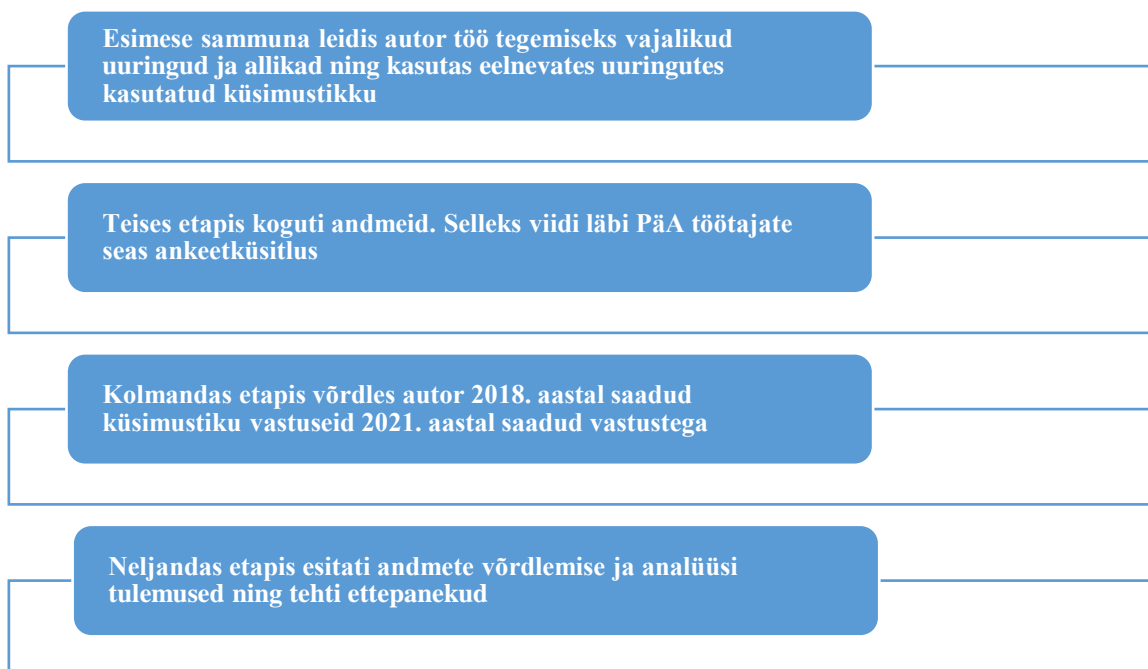 Esimese sammuna leidis autor töö tegemiseks vajalikud
uuringud ja allikad ning kasutas eelnevates uuringutes
kasutatud küsimustikku
Teises etapis koguti andmeid. Selleks viidi läbi PäA töötajate
seas ankeetküsitlus
Kolmandas etapis võrdles autor 2018. aastal saadud
küsimustiku vastuseid 2021. aastal saadud vastustega
Neljandas etapis esitati andmete võrdlemise ja analüüsi
tulemused ning tehti ettepanekud